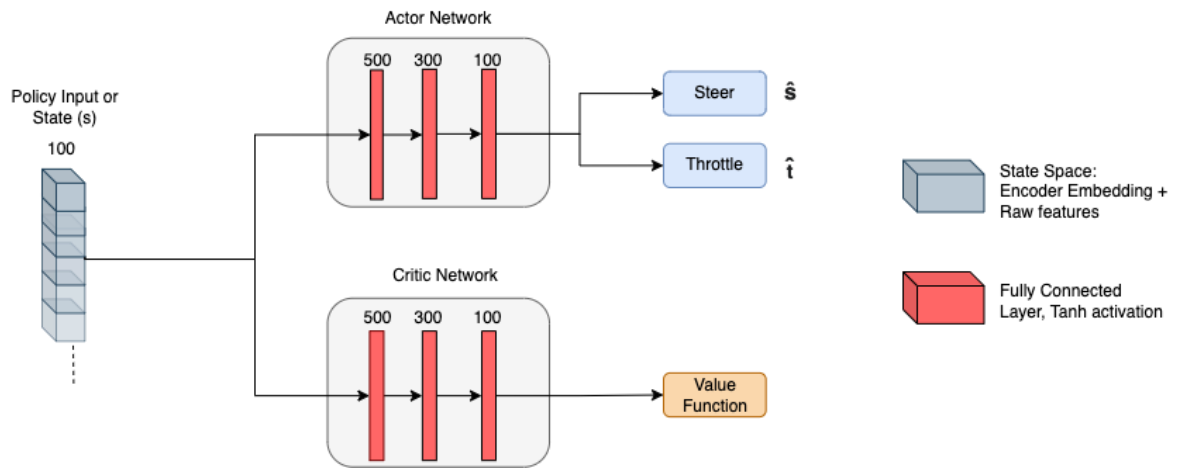 Actor Network
500 300 100
Policy Input or
State (s)
100
Steer
ŝ
Throttle
t̂
State Space:
Encoder Embedding +
Raw features
Critic Network
500 300 100
Fully Connected
Layer, Tanh activation
Value
Function